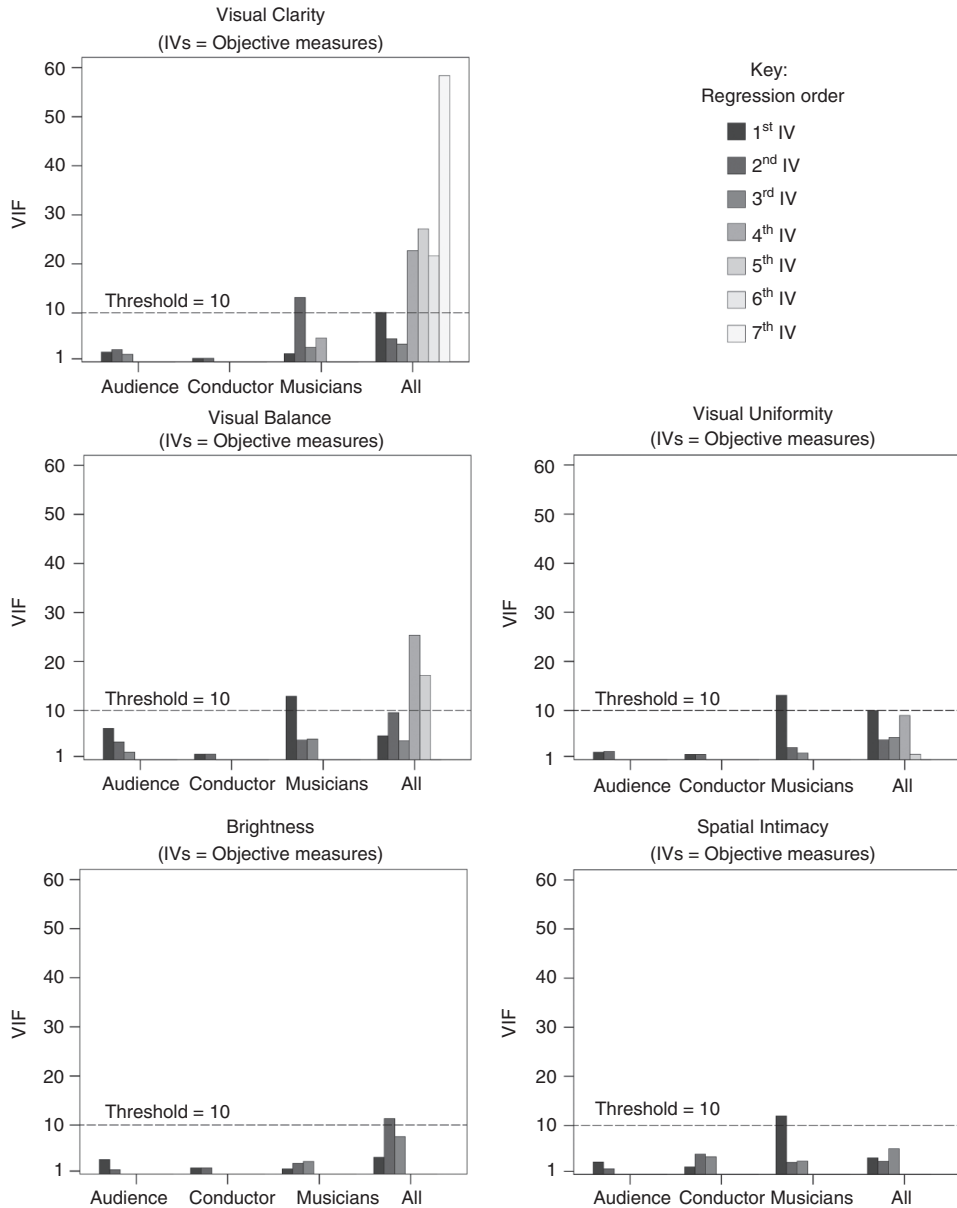 Visual Clarity
(IVs = Objective measures)
60
50
40
30
20
10
1
VIF
Threshold = 10
Audience Conductor Musicians All
Key:
Regression order
1st IV
2nd IV
3rd IV
4th IV
5th IV
6th IV
7th IV
Visual Balance
(IVs = Objective measures)
60
50
40
30
20
10
1
VIF
Threshold = 10
Audience Conductor Musicians All
Visual Uniformity
(IVs = Objective measures)
60
50
40
30
20
10
1
VIF
Threshold = 10
Audience Conductor Musicians All
Brightness
(IVs = Objective measures)
60
50
40
30
20
10
1
VIF
Threshold = 10
Audience Conductor Musicians All
Spatial Intimacy
(IVs = Objective measures)
60
50
40
30
20
10
1
VIF
Threshold = 10
Audience Conductor Musicians All